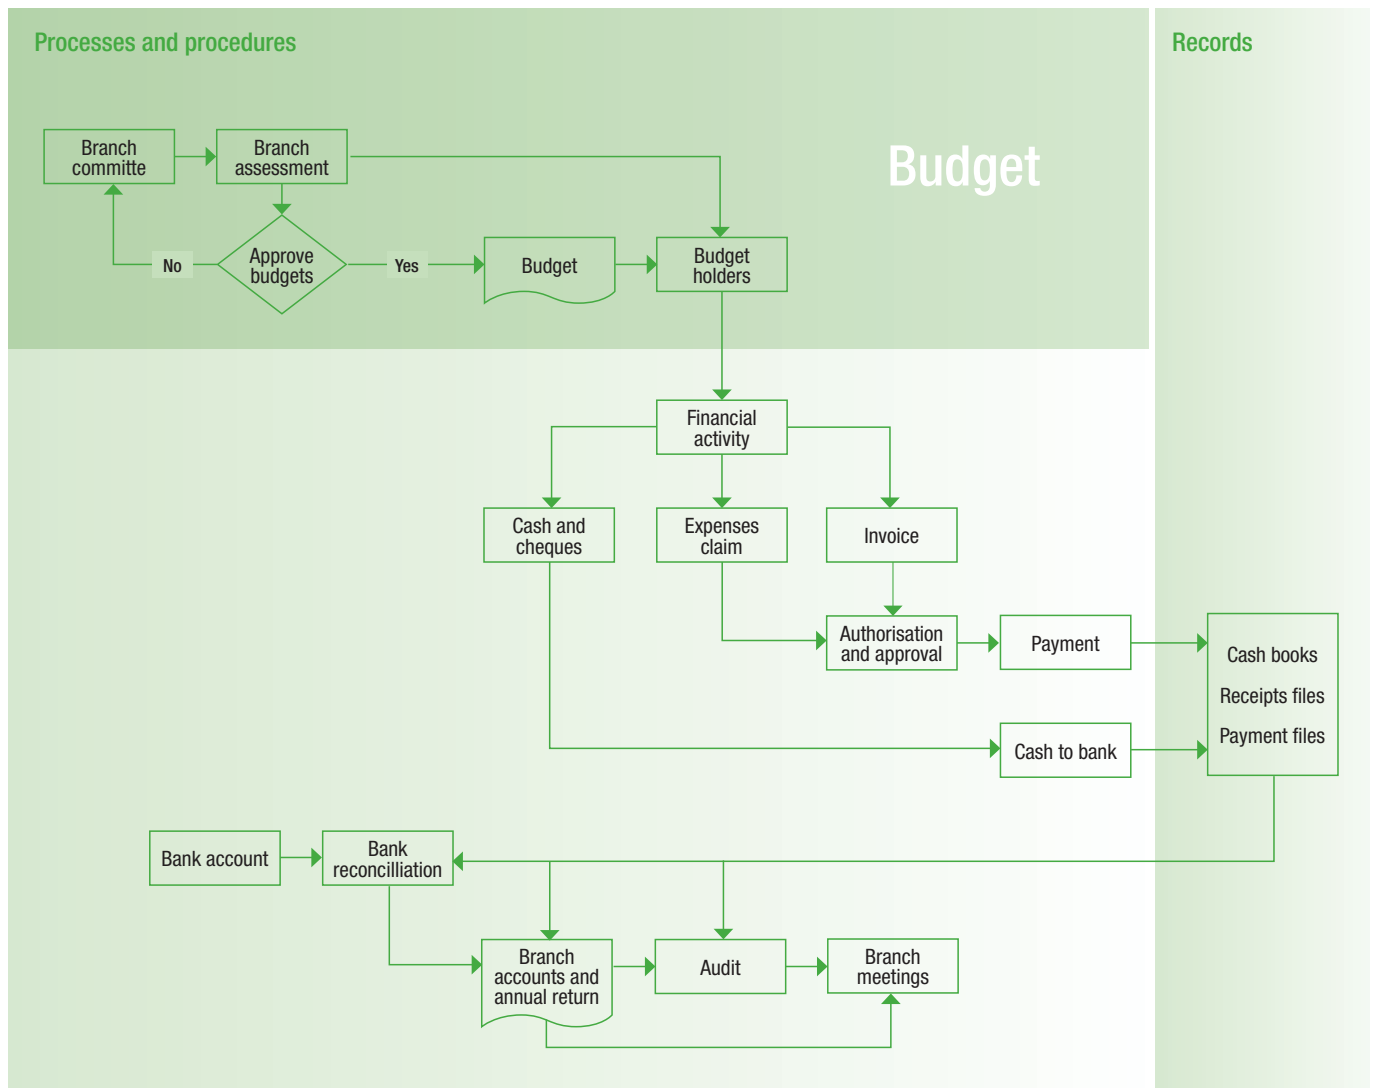 Processes and procedures
Records
Budget
Branch
committe
Branch
assessment
No
Approve
budgets
Yes
Budget
Budget
holders
Financial
activity
Cash and
cheques
Expenses
claim
Invoice
Authorisation
and approval
Payment
Cash books
Receipts files
Payment files
Cash to bank
Bank account
Bank
reconcilliation
Branch
accounts and
annual return
Audit
Branch
meetings